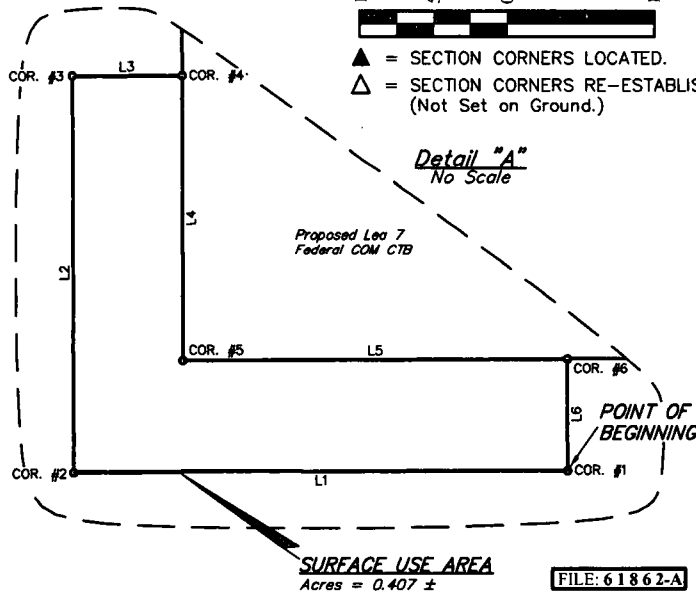 ▲ = SECTION CORNERS LOCATED.
△ = SECTION CORNERS RE-ESTABLIS
(Not Set on Ground.)
Detail "A"
No Scale
COR. #3
L3
COR. #4
L2
L4
Proposed Lea 7
Federal COM CTB
COR. #5
L5
COR. #6
L6
POINT OF
BEGINNING
COR. #2
L1
COR. #1
SURFACE USE AREA
Acres = 0.407 ±
FILE: 61862-A